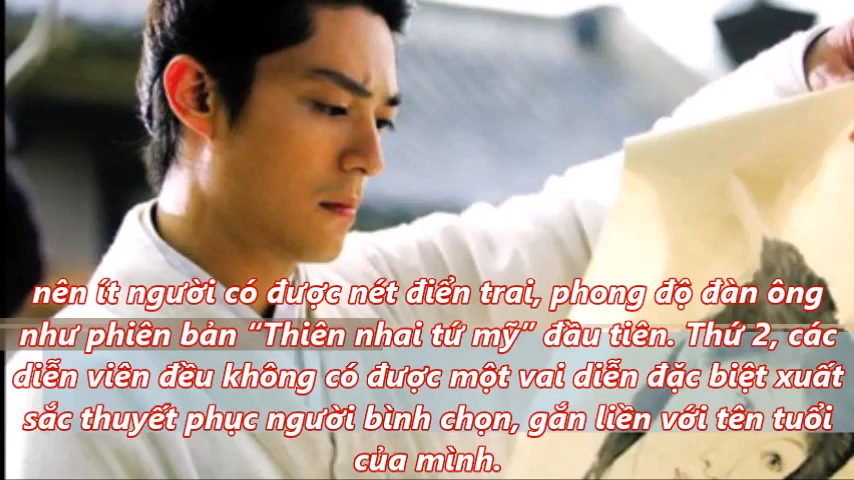 nên ít người có được nét điển trai, phong độ đàn ông
như phiên bản “Thiên nhai tứ mỹ” đầu tiên. Thứ 2, các
diễn viên đều không có được một vai diễn đặc biệt xuất
sắc thuyết phục người bình chọn, gắn liền với tên tuổi
của mình.